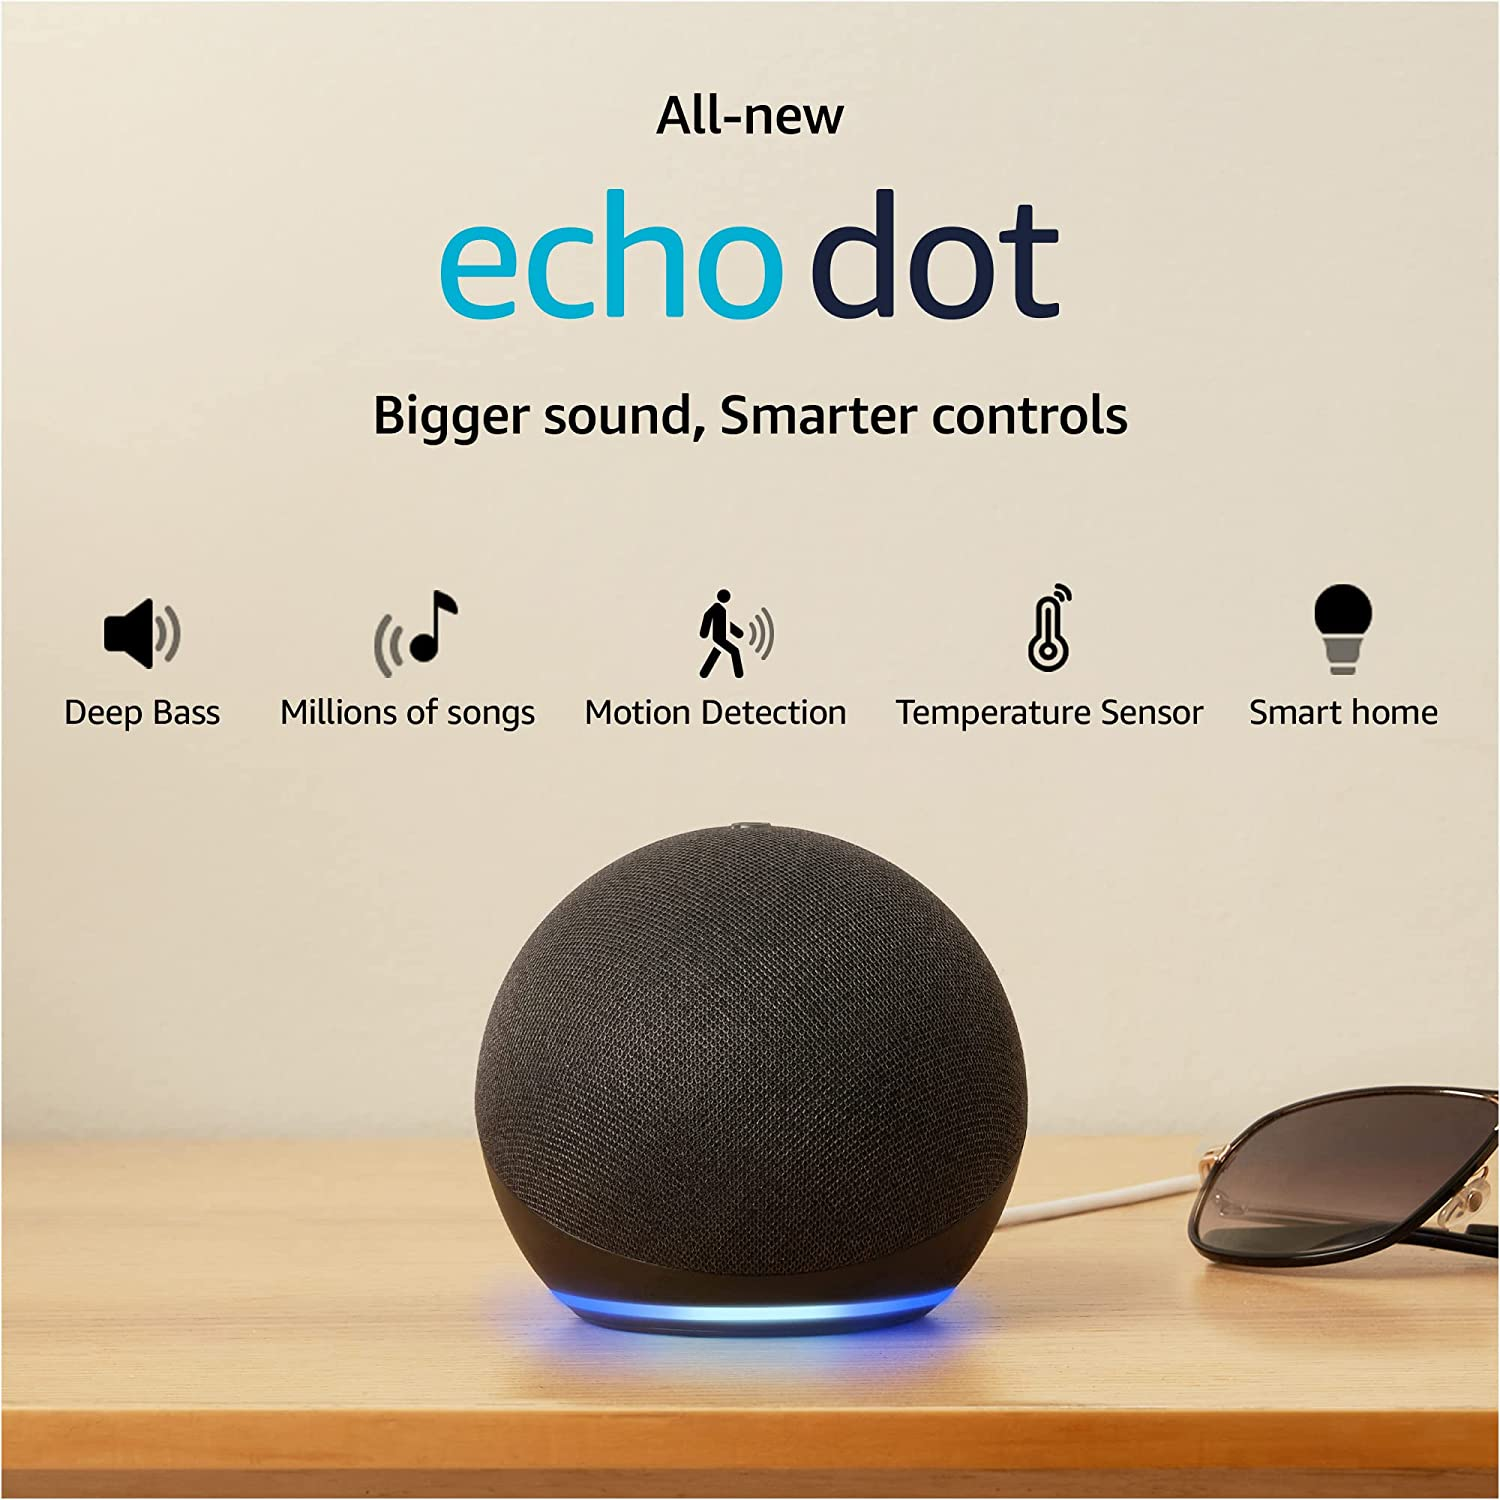 All-new
echo dot
Bigger sound, Smarter controls
Deep Bass
Millions of songs
Motion Detection
Temperature Sensor
Smart home